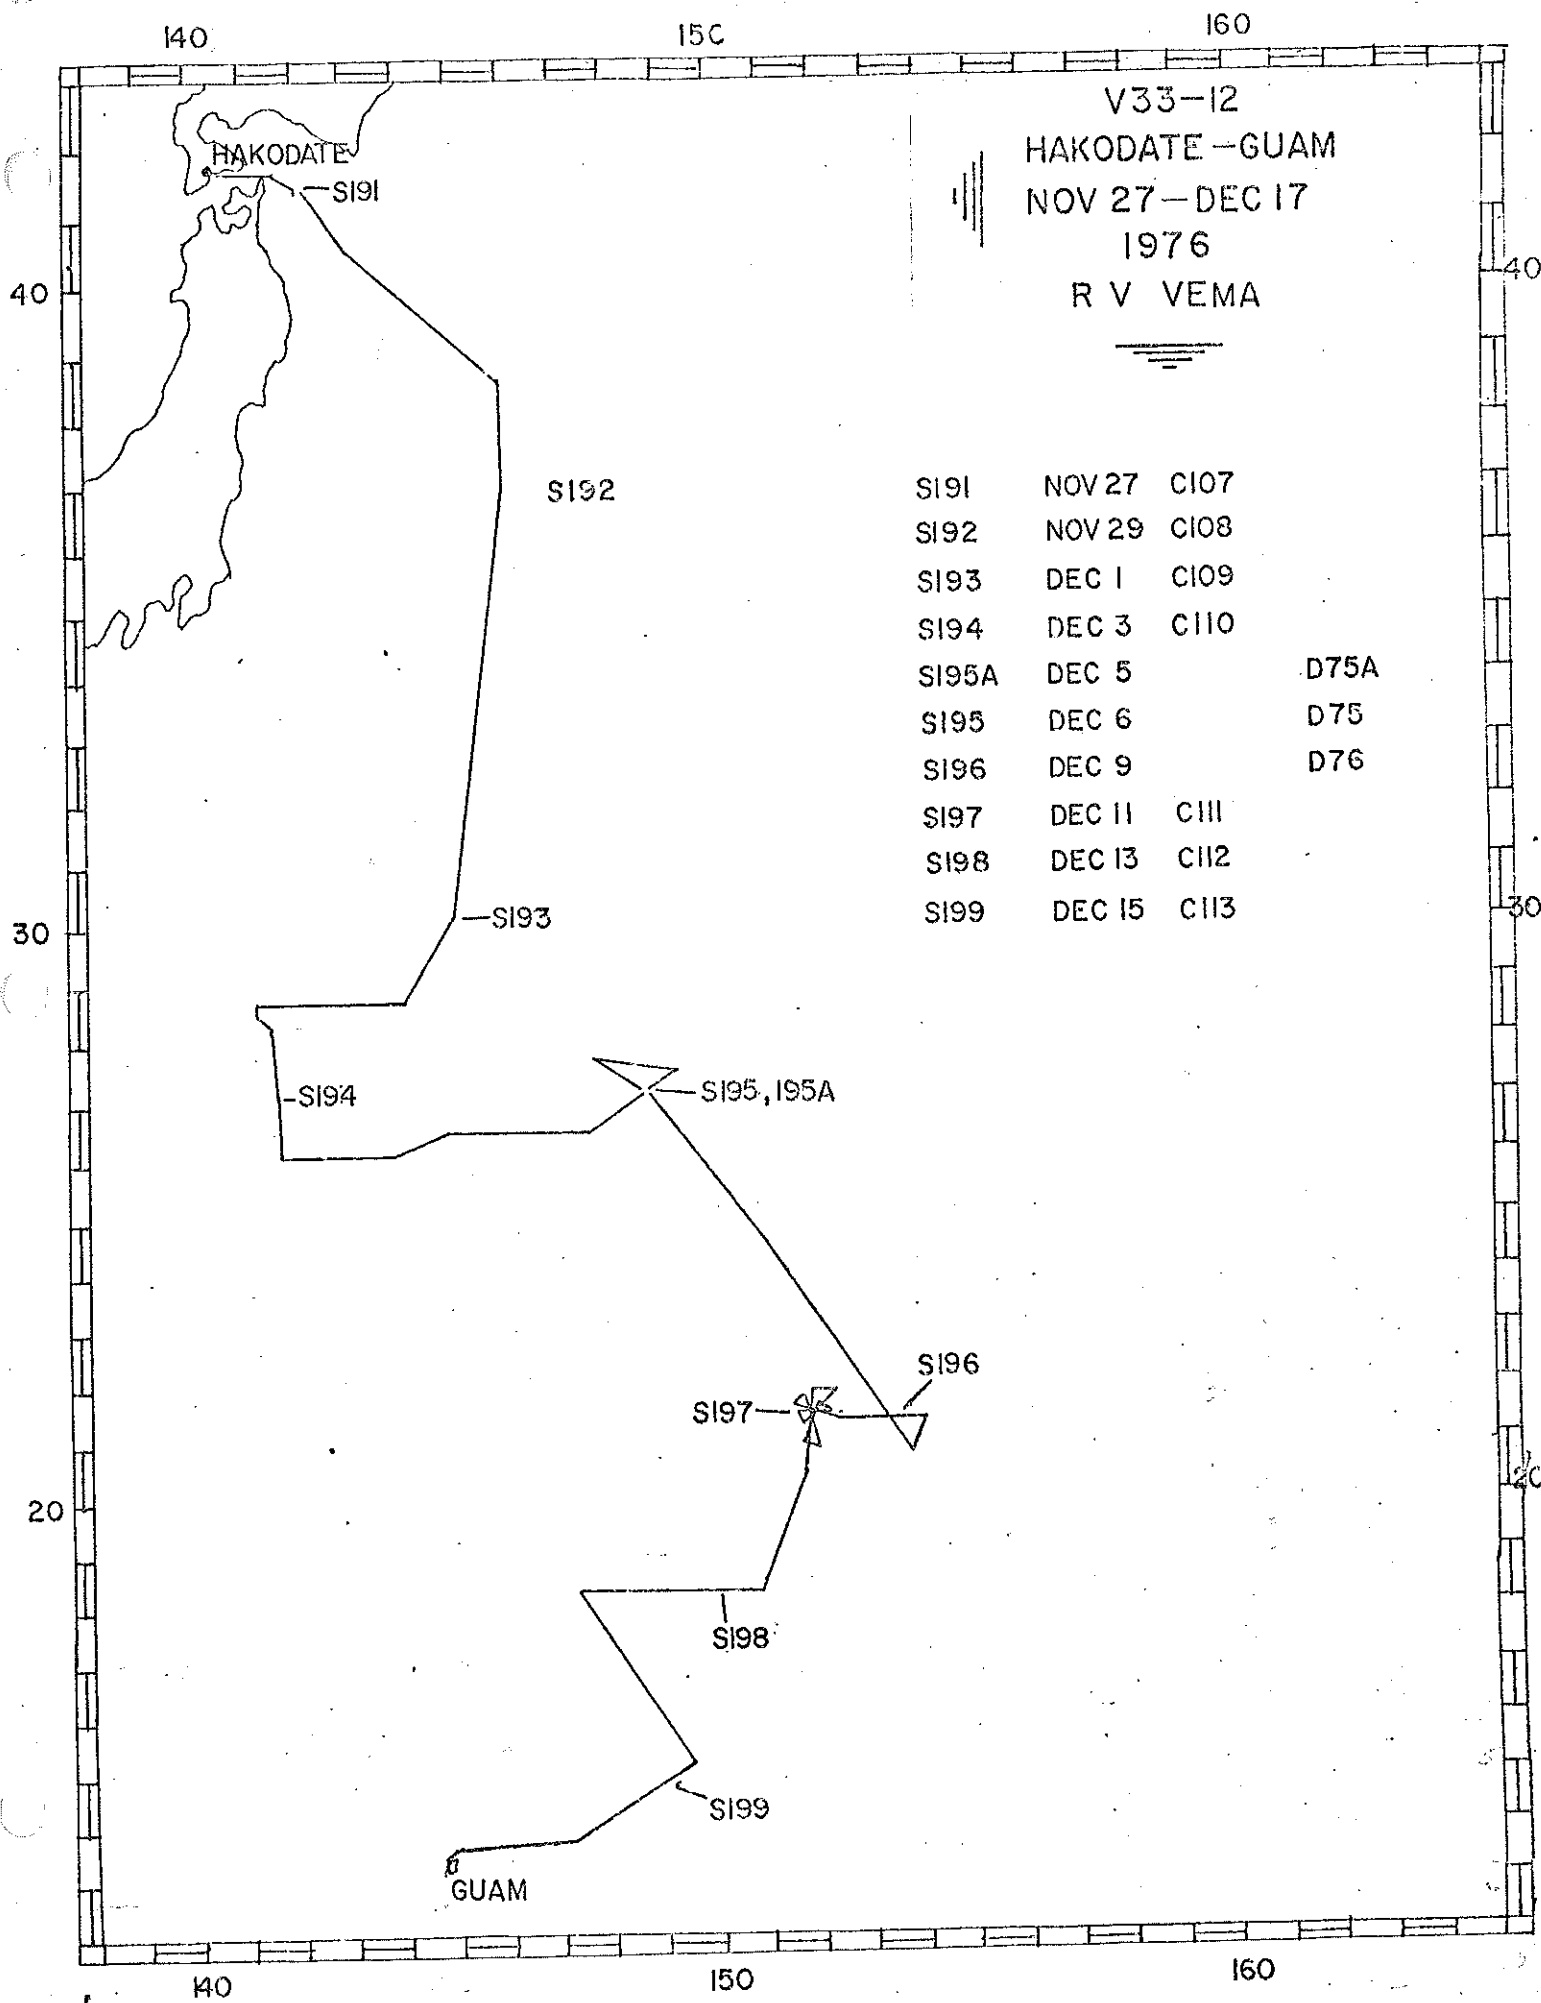 140 15C 160
V33-12
HAKODATE-GUAM
NOV 27-DEC 17
1976
R V VEMA
HAKODATE
S191
40 40
S192
S191 NOV 27 C107
S192 NOV 29 C108
S193 DEC 1 C109
S194 DEC 3 C110
S195A DEC 5 D75A
S195 DEC 6 D75
S196 DEC 9 D76
S197 DEC 11 C111
S198 DEC 13 C112
S199 DEC 15 C113
S193
30 30
S194
S195, 195A
S196
S197
20 20
S198
S199
GUAM
140 150 160